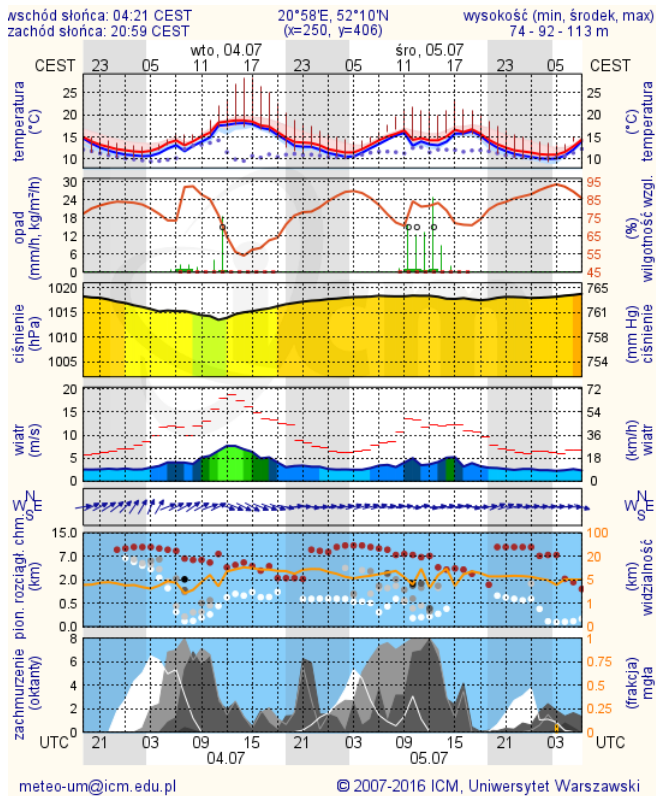 wschód słońca: 04:21 CEST 20°58'E, 52°10'N wysokość (min, środek, max)
zachód słońca: 20:59 CEST (x=250, y=406) 74 - 92 - 113 m
wto, 04.07 śro, 05.07
CEST 23 05 11 17 23 05 11 17 23 05 CEST
temperatura
(°C)
25
20
15
10
25
20
15
10
temperatura
(°C)
opad
(mm/h, kg/m²/h)
30
24
18
12
6
0
95
85
75
65
55
45
(%)
wilgotność wzgl.
ciśnienie
(hPa)
1020
1015
1010
1005
765
761
758
754
(mm Hg)
ciśnienie
wiatr
(m/s)
20
15
10
5
0
72
54
36
18
0
(km/h)
wiatr
N
W E
S
N
W E
S
pion. rozciągł. chm.
(km)
15.0
7.0
2.0
0.5
0.0
100
20
5
1
0
(km)
widzialność
zachmurzenie
(oktanty)
8
6
4
2
0
1
0.75
0.5
0.25
0
(frakcja)
mgła
UTC 21 03 09 15 21 03 09 15 21 03 UTC
04.07 05.07
meteo-um@icm.edu.pl © 2007-2016 ICM, Uniwersytet Warszawski